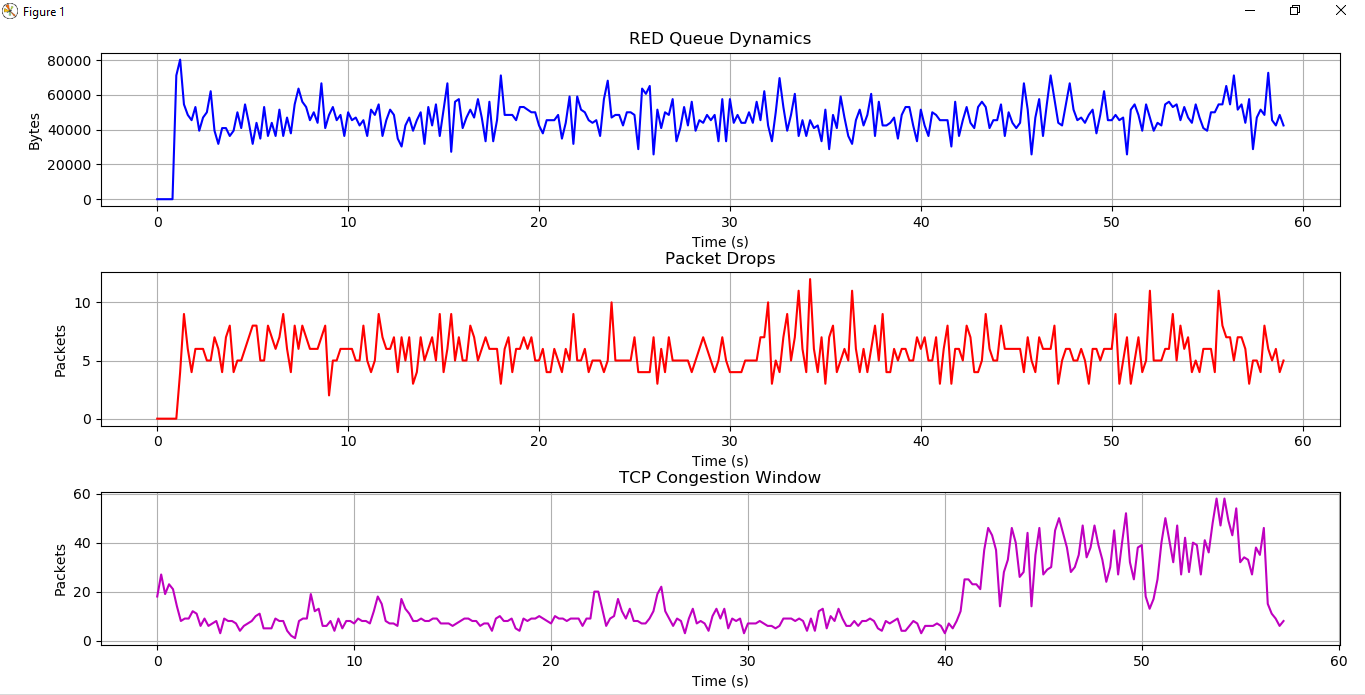 Figure 1
RED Queue Dynamics
80000
60000
40000
20000
0
Bytes
0 10 20 30 40 50 60
Time (s)
Packet Drops
10
5
0
Packets
0 10 20 30 40 50 60
Time (s)
TCP Congestion Window
60
40
20
0
Packets
0 10 20 30 40 50 60
Time (s)